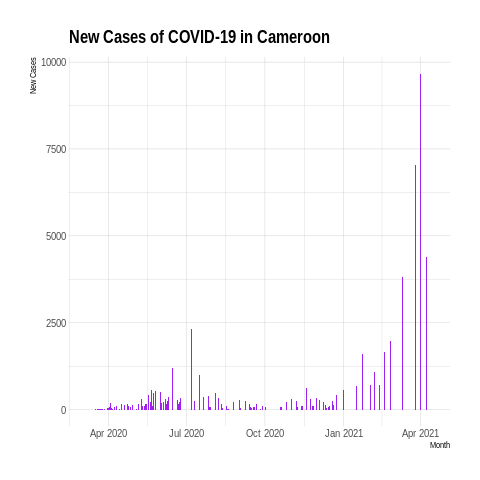 New Cases of COVID-19 in Cameroon
New Cases
10000
7500
5000
2500
0
Apr 2020 Jul 2020 Oct 2020 Jan 2021 Apr 2021
Month